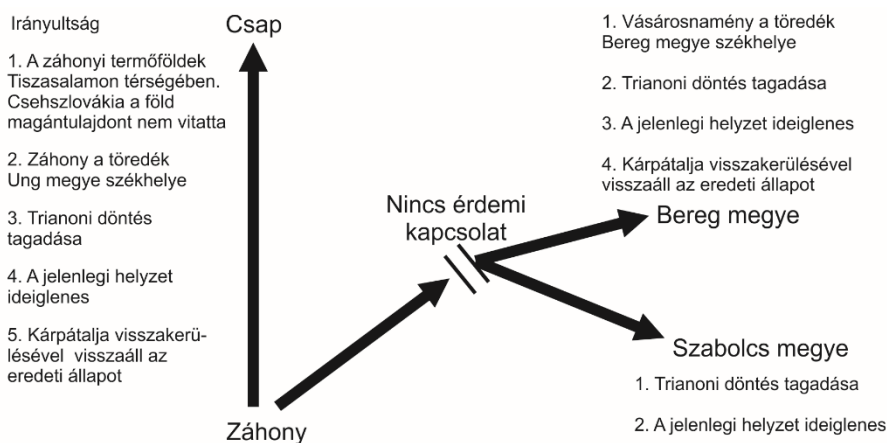 Irányultság
1. A záhonyi termőföldek
Tiszasalamon térségében.
Csehszlovákia a föld
magántulajdont nem vitatta
2. Záhony a töredék
Ung megye székhelye
3. Trianoni döntés
tagadása
4. A jelenlegi helyzet
ideiglenes
5. Kárpátalja visszakerü-
lésével visszaáll az
eredeti állapot
Csap
Záhony
Nincs érdemi
kapcsolat
1. Vásárosnamény a töredék
Bereg megye székhelye
2. Trianoni döntés tagadása
3. A jelenlegi helyzet ideiglenes
4. Kárpátalja visszakerülésével
visszaáll az eredeti állapot
Bereg megye
Szabolcs megye
1. Trianoni döntés tagadása
2. A jelenlegi helyzet ideiglenes